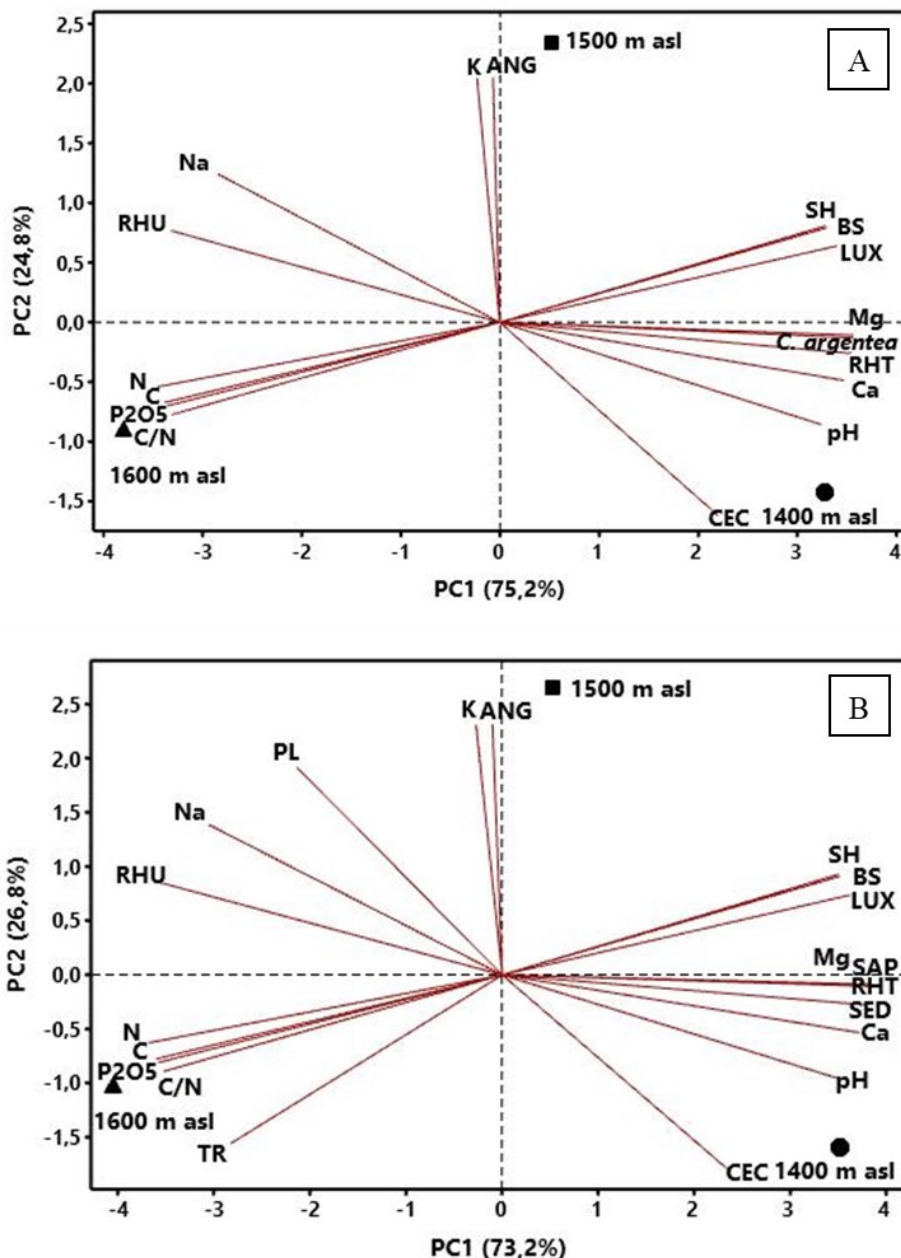 A
2,5
1500 m asl
K ANG
2,0
1,5
Na
1,0
RHU
SH
BS
0,5
LUX
PC2 (24,8%)
0,0
Mg
C. argentea
RHT
-0,5
N
Ca
C
P2O5
C/N
pH
-1,0
1600 m asl
-1,5
CEC
1400 m asl
-4 -3 -2 -1 0 1 2 3 4
PC1 (75,2%)
B
2,5
K ANG
1500 m asl
PL
2,0
Na
1,5
1,0
RHU
SH
BS
0,5
LUX
PC2 (26,8%)
0,0
Mg
SAP
RHT
SED
-0,5
N
Ca
C
P2O5
C/N
pH
-1,0
1600 m asl
-1,5
TR
CEC
1400 m asl
-4 -3 -2 -1 0 1 2 3 4
PC1 (73,2%)